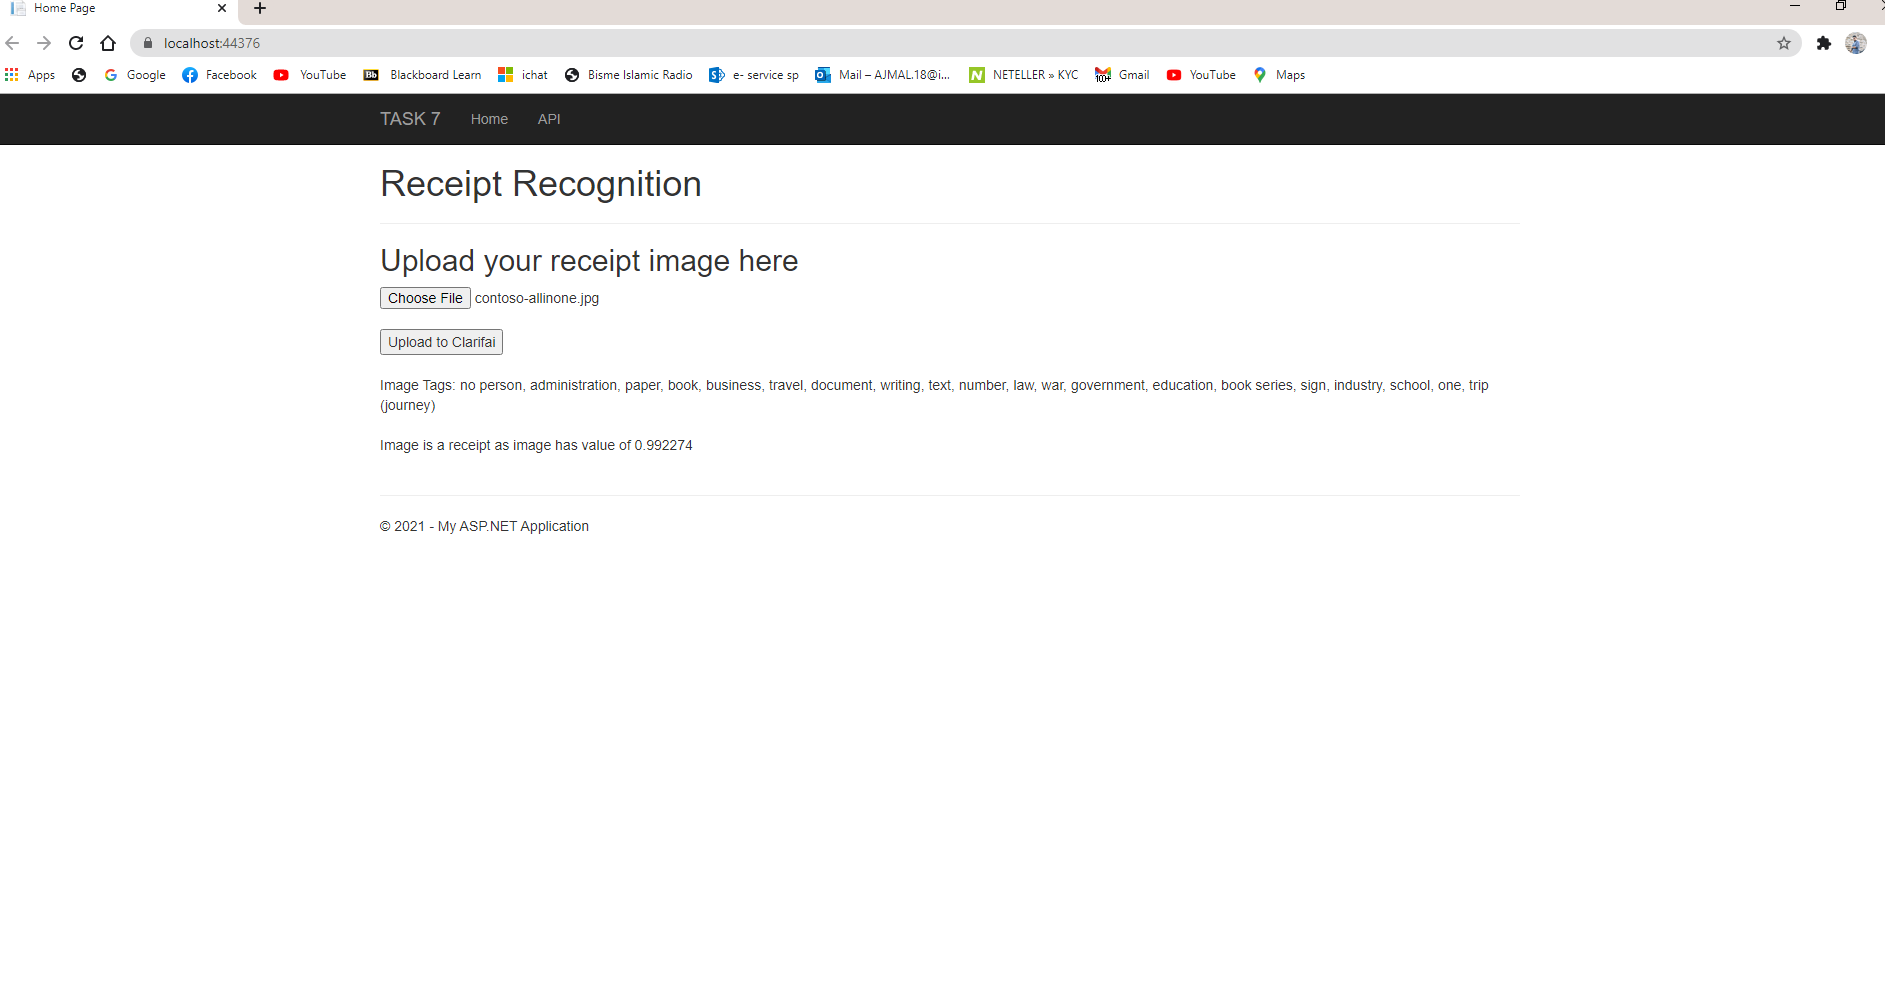 Home Page
localhost:44376
Apps Google Facebook YouTube Bb Blackboard Learn ichat Bisme Islamic Radio e- service sp Mail – AJMAL.18@i... N NETELLER » KYC 100+ Gmail YouTube Maps
TASK 7 Home API
Receipt Recognition
Upload your receipt image here
Choose File contoso-allinone.jpg
Upload to Clarifai
Image Tags: no person, administration, paper, book, business, travel, document, writing, text, number, law, war, government, education, book series, sign, industry, school, one, trip
(journey)
Image is a receipt as image has value of 0.992274
© 2021 - My ASP.NET Application